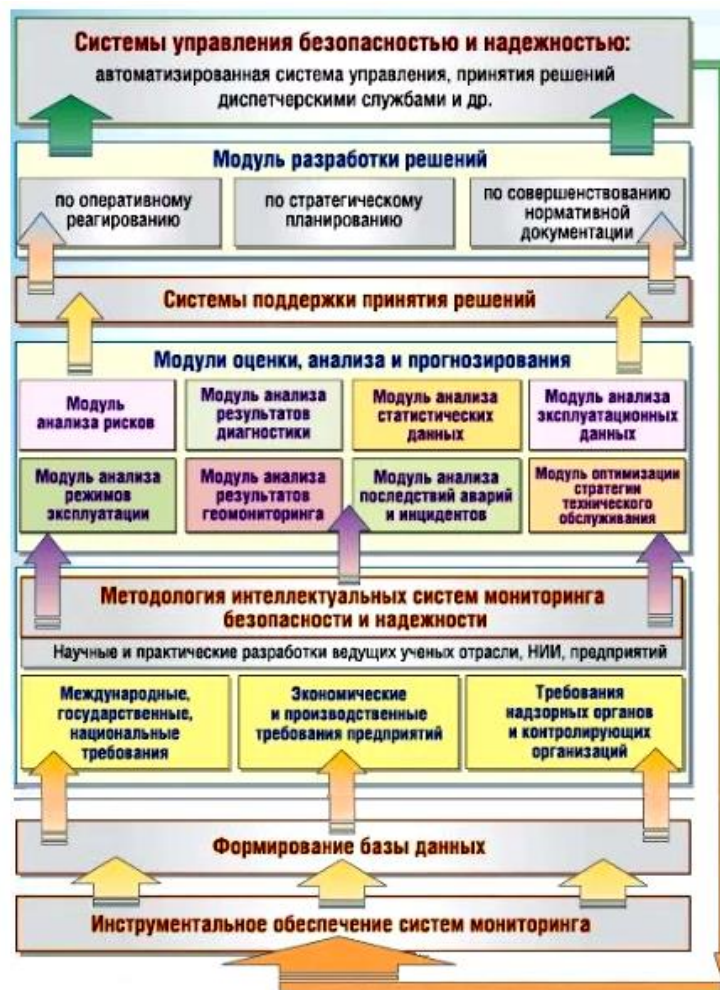 Системы управления безопасностью и надежностью:
автоматизированная система управления, принятия решений
диспетчерскими службами и др.
Модуль разработки решений
по оперативному
реагированию
по стратегическому
планированию
по совершенствованию
нормативной
документации
Системы поддержки принятия решений
Модули оценки, анализа и прогнозирования
Модуль
анализа рисков
Модуль анализа
результатов
диагностики
Модуль анализа
статистических
данных
Модуль анализа
эксплуатационных
данных
Модуль анализа
режимов
эксплуатации
Модуль анализа
результатов
геомониторинга
Модуль анализа
последствий аварий
и инцидентов
Модуль оптимизации
стратегии
технического
обслуживания
Методология интеллектуальных систем мониторинга
безопасности и надежности
Научные и практические разработки ведущих ученых отрасли, НИИ, предприятий
Международные,
государственные,
национальные
требования
Экономические
и производственные
требования предприятий
Требования
надзорных органов
и контролирующих
организаций
Формирование базы данных
Инструментальное обеспечение систем мониторинга